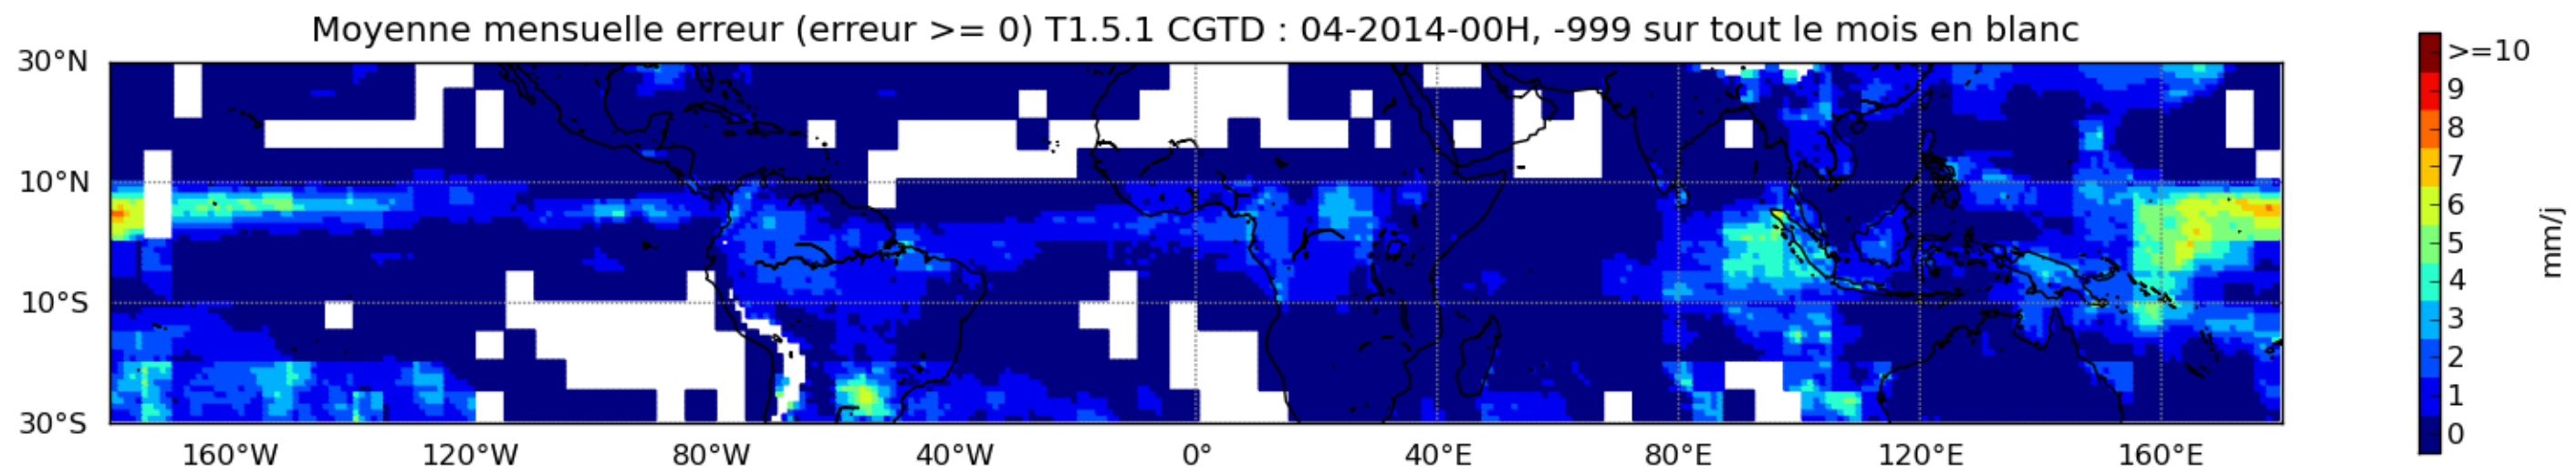 Moyenne mensuelle erreur (erreur >= 0) T1.5.1 CGTD : 04-2014-00H, -999 sur tout le mois en blanc
30°N
10°N
10°S
30°S
160°W 120°W 80°W 40°W 0° 40°E 80°E 120°E 160°E
>=10
9
8
7
6
5
4
3
2
1
0
mm/j